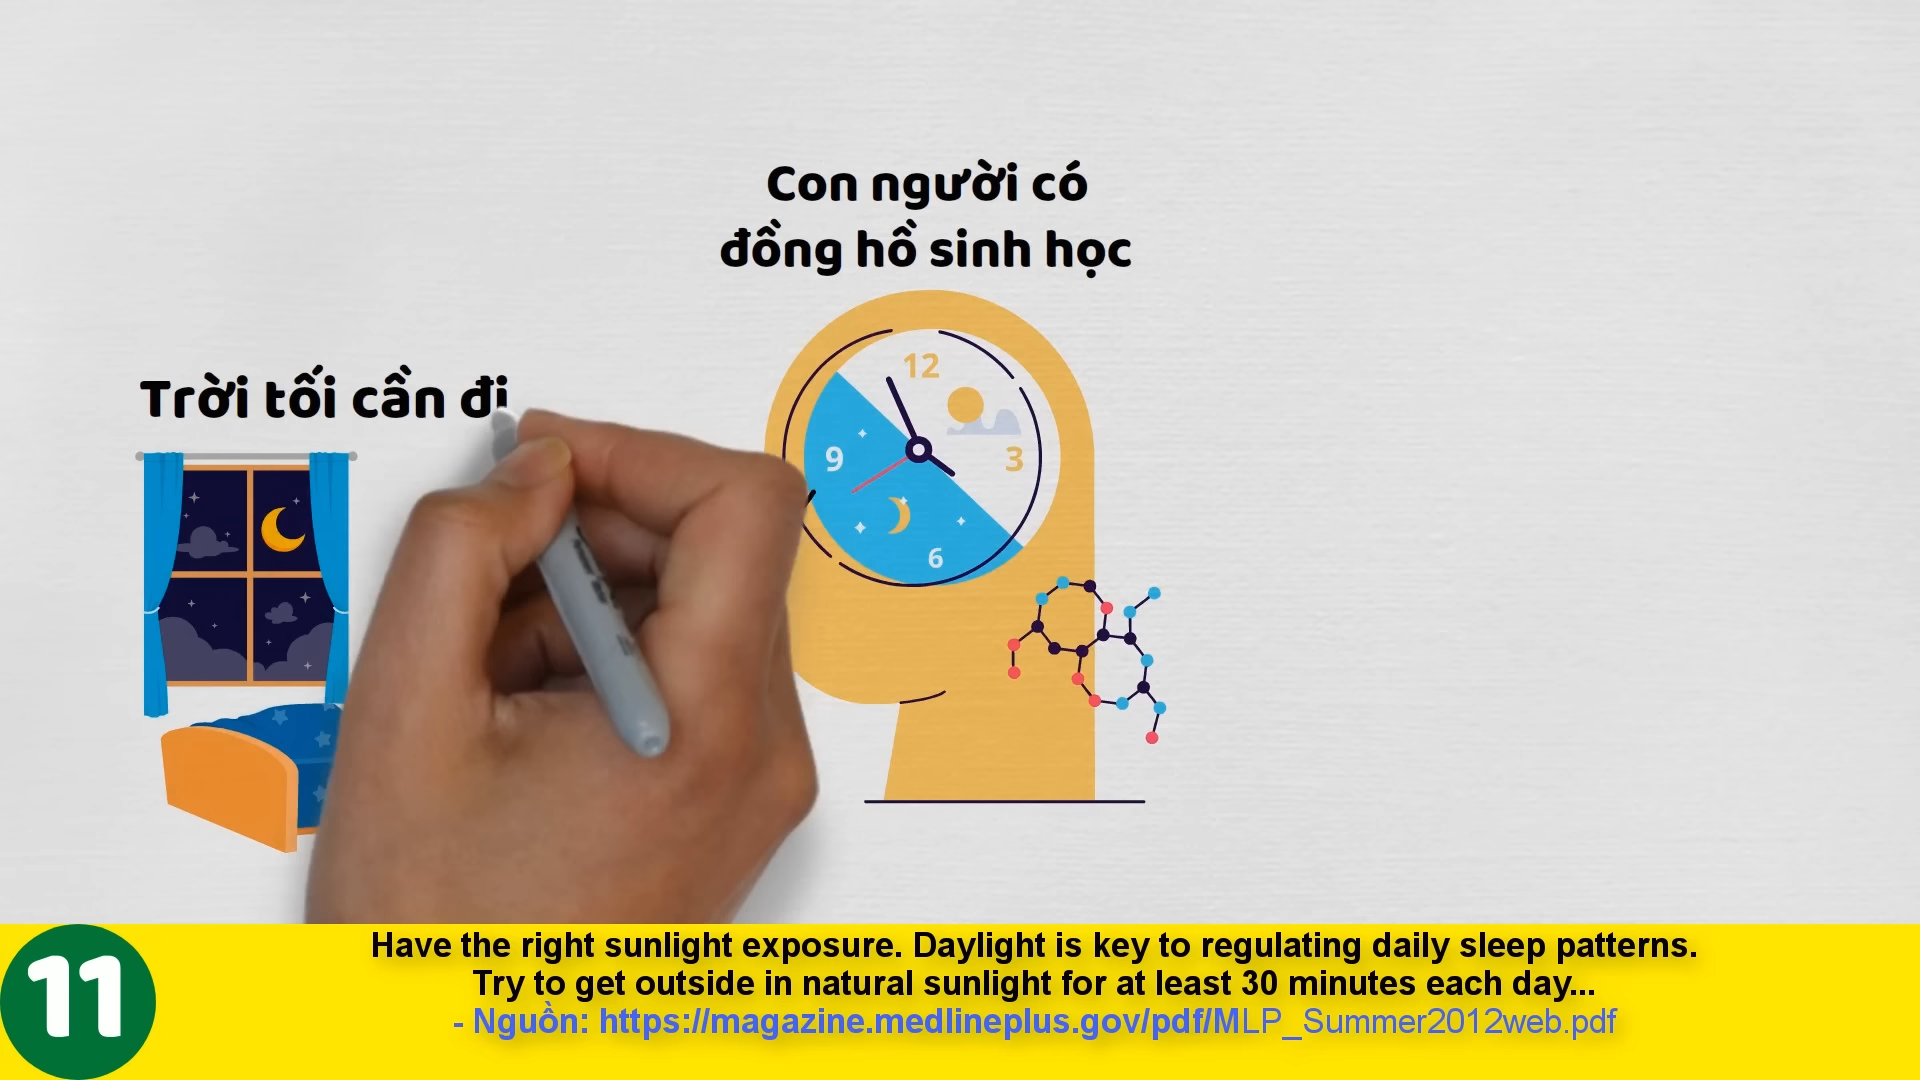 Con người có
đồng hồ sinh học
Trời tối cần đi
12
3
6
9
11
Have the right sunlight exposure. Daylight is key to regulating daily sleep patterns.
Try to get outside in natural sunlight for at least 30 minutes each day...
- Nguồn: https://magazine.medlineplus.gov/pdf/MLP_Summer2012web.pdf